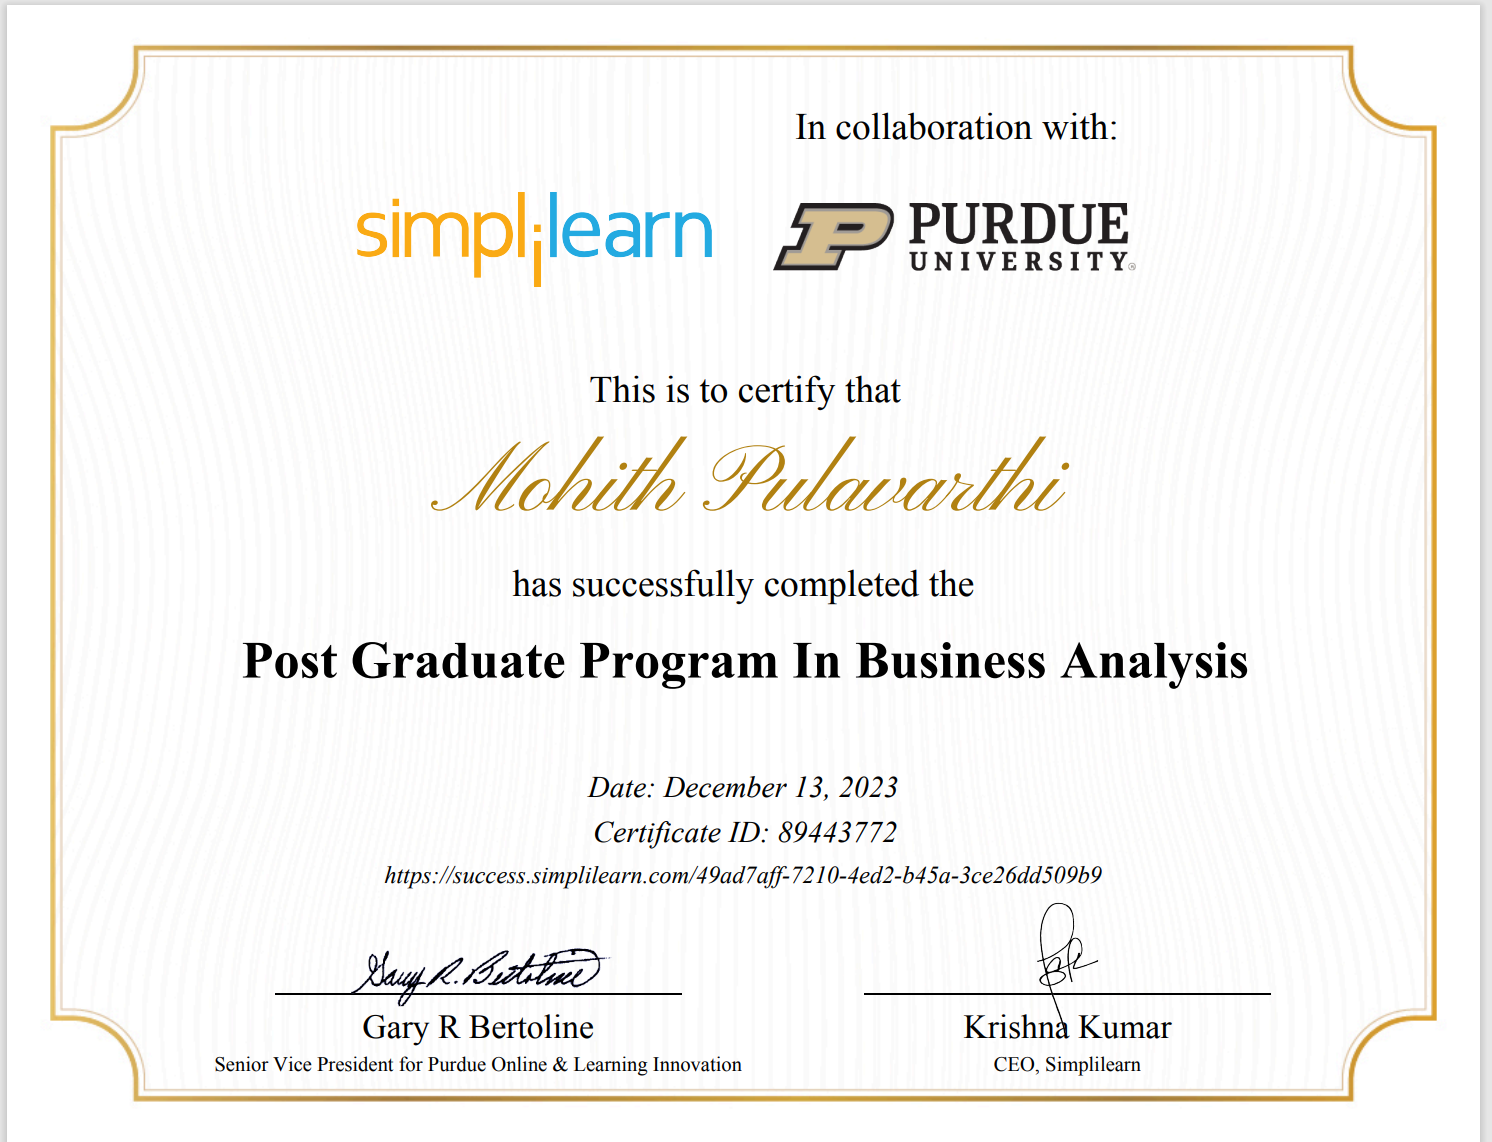 In collaboration with:
simplilearn
PURDUE
UNIVERSITY®
This is to certify that
Mohith Pulavarthi
has successfully completed the
Post Graduate Program In Business Analysis
Date: December 13, 2023
Certificate ID: 89443772
https://success.simplilearn.com/49ad7aff-7210-4ed2-b45a-3ce26dd509b9
Gary R. Bertoline
Gary R Bertoline
Krishna Kumar
Senior Vice President for Purdue Online & Learning Innovation
CEO, Simplilearn